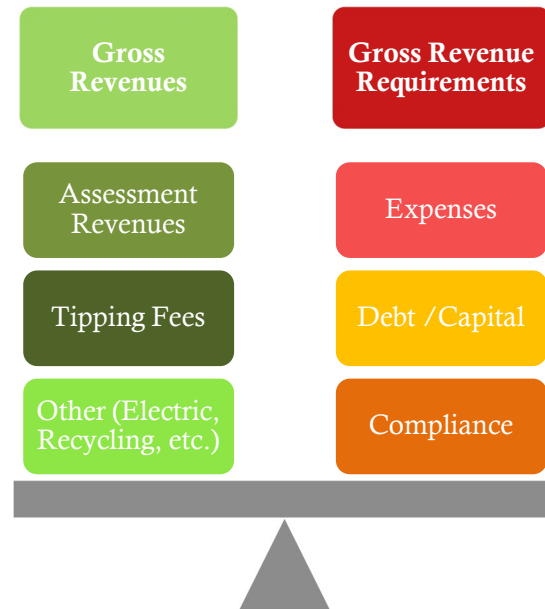 Gross
Revenues
Gross Revenue
Requirements
Assessment
Revenues
Expenses
Tipping Fees
Debt /Capital
Other (Electric,
Recycling, etc.)
Compliance